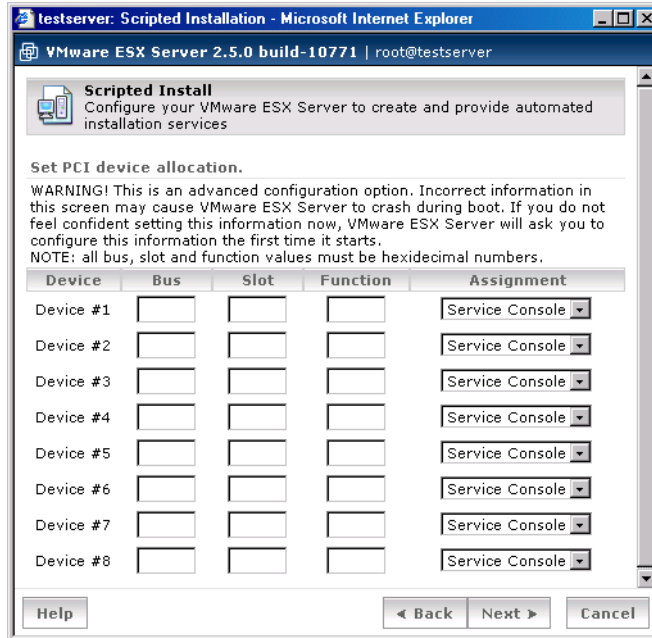 testserver: Scripted Installation - Microsoft Internet Explorer
VMware ESX Server 2.5.0 build-10771 | root@testserver
Scripted Install
Configure your VMware ESX Server to create and provide automated
installation services
Set PCI device allocation.
WARNING! This is an advanced configuration option. Incorrect information in
this screen may cause VMware ESX Server to crash during boot. If you do not
feel confident setting this information now, VMware ESX Server will ask you to
configure this information the first time it starts.
NOTE: all bus, slot and function values must be hexidecimal numbers.
Device Bus Slot Function Assignment
Device #1 Service Console
Device #2 Service Console
Device #3 Service Console
Device #4 Service Console
Device #5 Service Console
Device #6 Service Console
Device #7 Service Console
Device #8 Service Console
Help Back Next Cancel